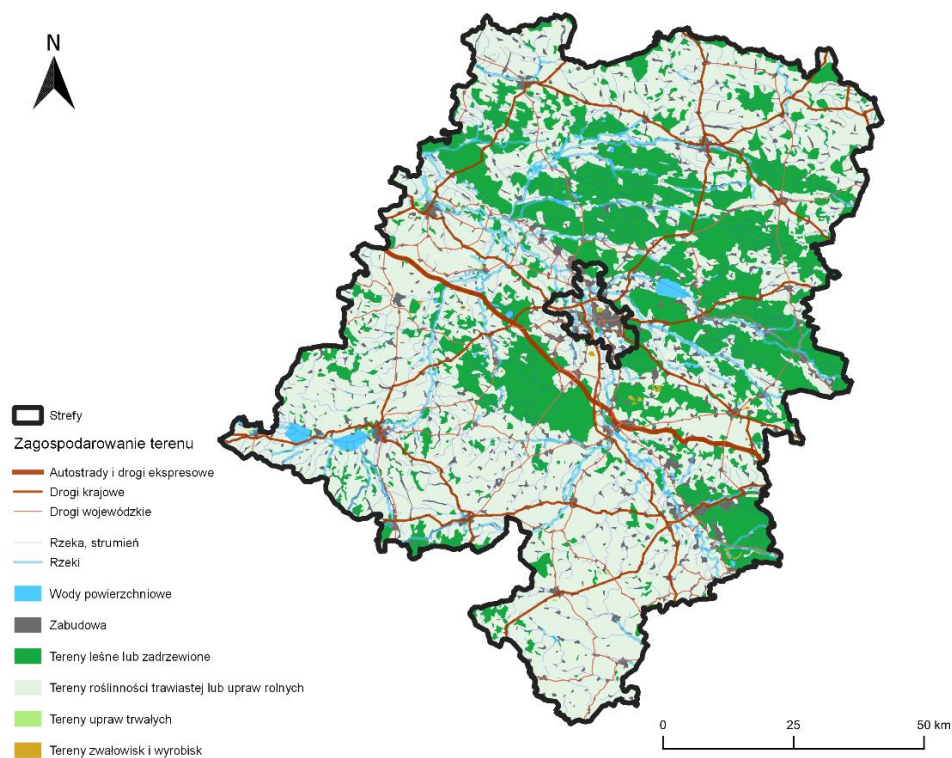 N
Strefy
Zagospodarowanie terenu
Autostrady i drogi ekspresowe
Drogi krajowe
Drogi wojewódzkie
Rzeka, strumień
Rzeki
Wody powierzchniowe
Zabudowa
Tereny leśne lub zadrzewione
Tereny roślinności trawiastej lub upraw rolnych
Tereny upraw trwałych
Tereny zwałowisk i wyrobisk
0 25 50 km